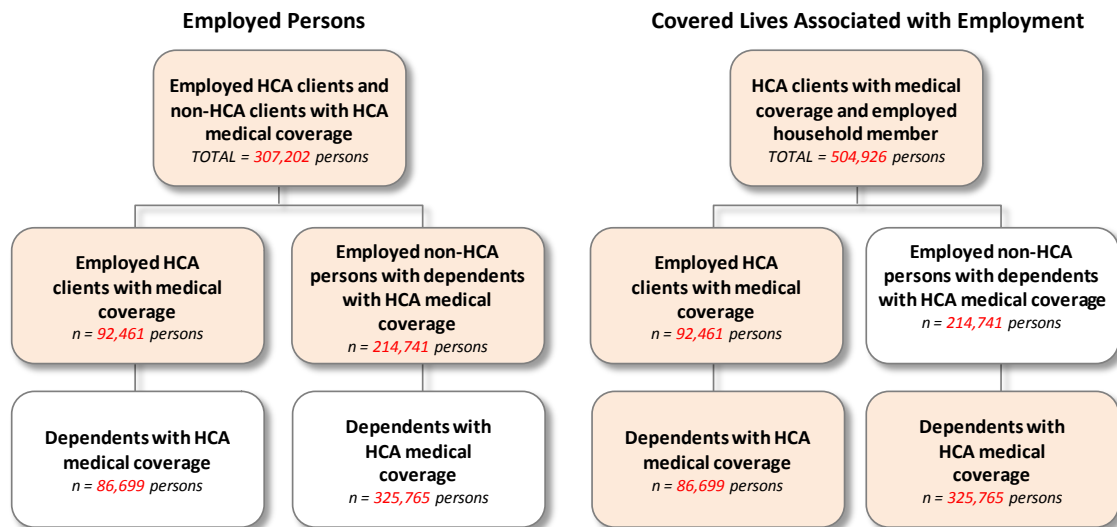 Employed Persons
Employed HCA clients and
non-HCA clients with HCA
medical coverage
TOTAL = 307,202 persons
Employed HCA
clients with medical
coverage
n = 92,461 persons
Employed non-HCA
persons with dependents
with HCA medical
coverage
n = 214,741 persons
Dependents with HCA
medical coverage
n = 86,699 persons
Dependents with
HCA medical
coverage
n = 325,765 persons
Covered Lives Associated with Employment
HCA clients with medical
coverage and employed
household member
TOTAL = 504,926 persons
Employed HCA
clients with medical
coverage
n = 92,461 persons
Employed non-HCA
persons with dependents
with HCA medical coverage
n = 214,741 persons
Dependents with HCA
medical coverage
n = 86,699 persons
Dependents with
HCA medical
coverage
n = 325,765 persons